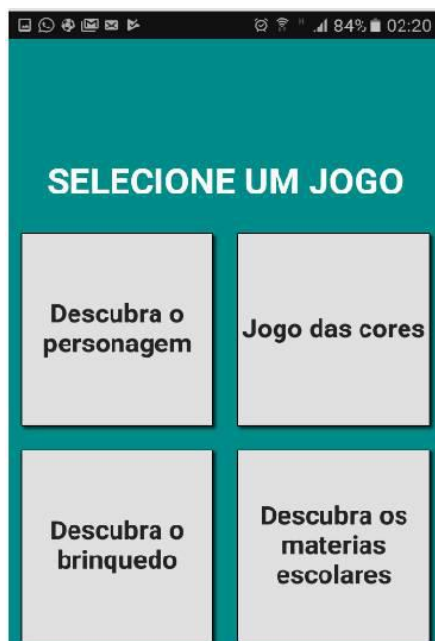 84% 02:20
SELECIONE UM JOGO
Descubra o
personagem
Jogo das cores
Descubra o
brinquedo
Descubra os
materias
escolares